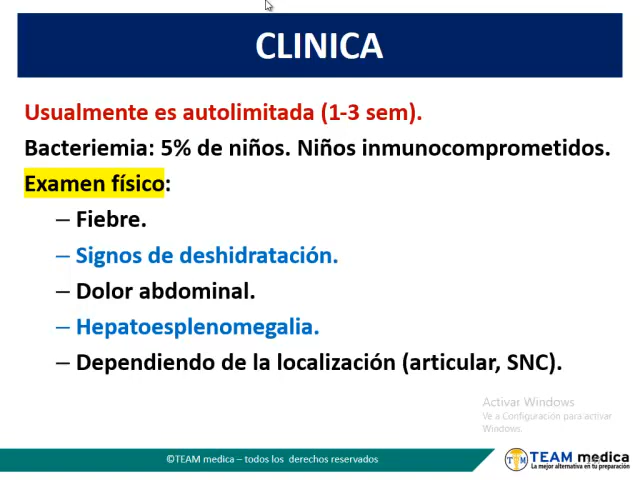 CLINICA
Usualmente es autolimitada (1-3 sem).
Bacteriemia: 5% de niños. Niños inmunocomprometidos.
Examen físico:
– Fiebre.
– Signos de deshidratación.
– Dolor abdominal.
– Hepatoesplenomegalia.
– Dependiendo de la localización (articular, SNC).
Activar Windows
Ve a Configuración para activar
Windows.
©TEAM medica – todos los derechos reservados
TEAM medica
La mejor alternativa en tu preparación